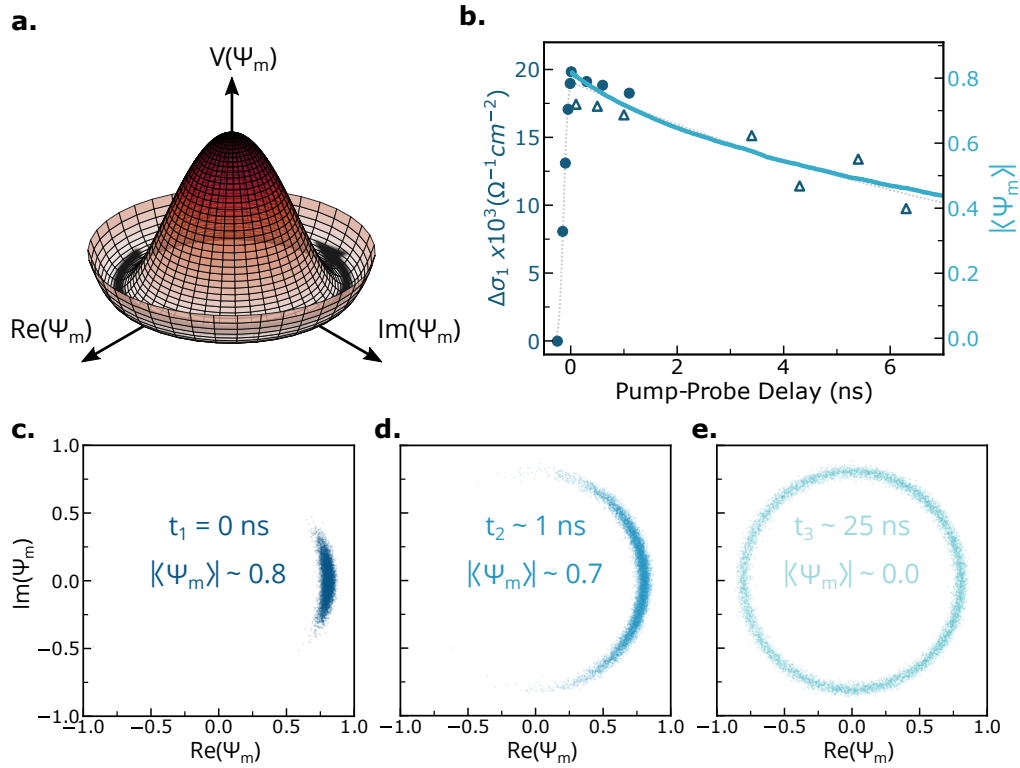 a.
V(Ψm)
Re(Ψm)
Im(Ψm)
b.
20
15
10
5
0
Δσ1 x10³(Ω⁻¹cm⁻²)
0.8
0.6
0.4
0.2
0.0
|⟨Ψm⟩|
0 2 4 6
Pump-Probe Delay (ns)
c.
1.0
0.5
0.0
−0.5
−1.0
Im(Ψm)
t1 = 0 ns
|⟨Ψm⟩| ~ 0.8
−1.0 −0.5 0.0 0.5 1.0
Re(Ψm)
d.
t2 ~ 1 ns
|⟨Ψm⟩| ~ 0.7
−1.0 −0.5 0.0 0.5 1.0
Re(Ψm)
e.
t3 ~ 25 ns
|⟨Ψm⟩| ~ 0.0
−1.0 −0.5 0.0 0.5 1.0
Re(Ψm)